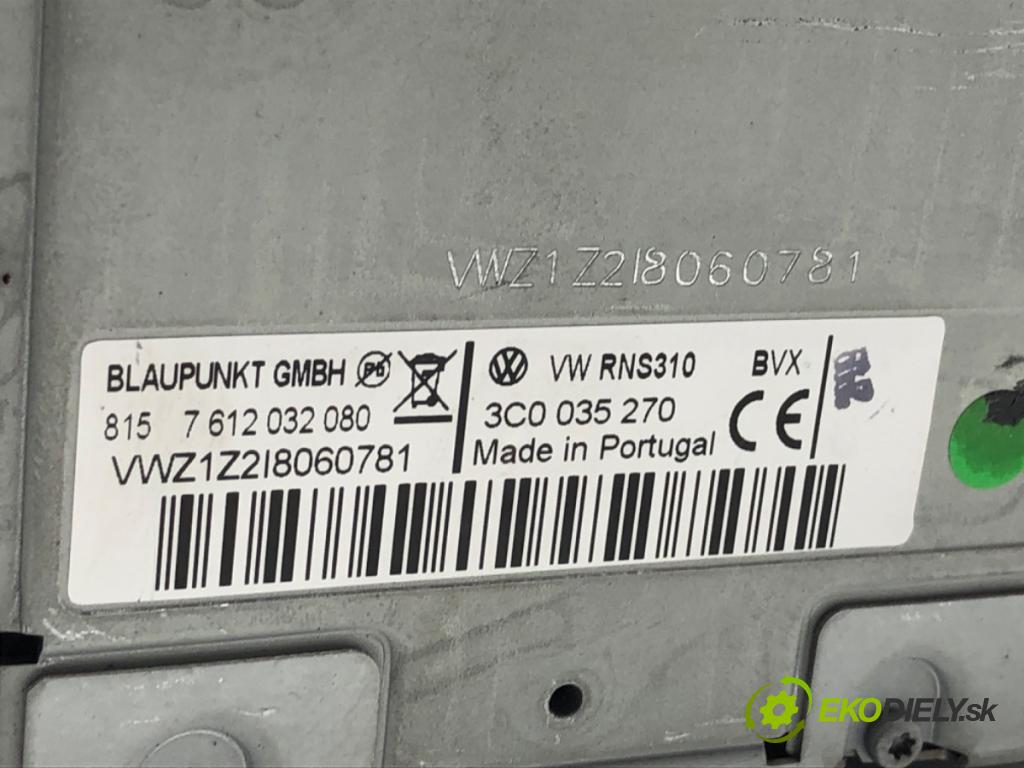 VWZ1Z2I8060781
BLAUPUNKT GMBH Pb
815 7 612 032 080
VWZ1Z2I8060781
VW RNS310 BVX
3C0 035 270
Made in Portugal CE
EKODIELY.sk